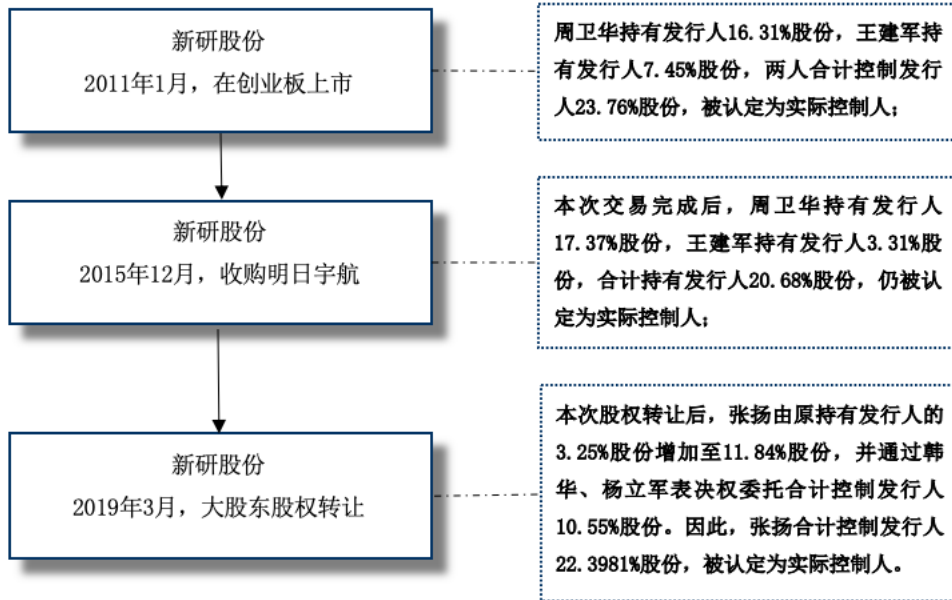 新研股份
2011年1月，在创业板上市
周卫华持有发行人16.31%股份，王建军持
有发行人7.45%股份，两人合计控制发行
人23.76%股份，被认定为实际控制人；
新研股份
2015年12月，收购明日宇航
本次交易完成后，周卫华持有发行人
17.37%股份，王建军持有发行人3.31%股
份，合计持有发行人20.68%股份，仍被认
定为实际控制人；
新研股份
2019年3月，大股东股权转让
本次股权转让后，张扬由原持有发行人的
3.25%股份增加至11.84%股份，并通过韩
华、杨立军表决权委托合计控制发行人
10.55%股份。因此，张扬合计控制发行人
22.3981%股份，被认定为实际控制人。